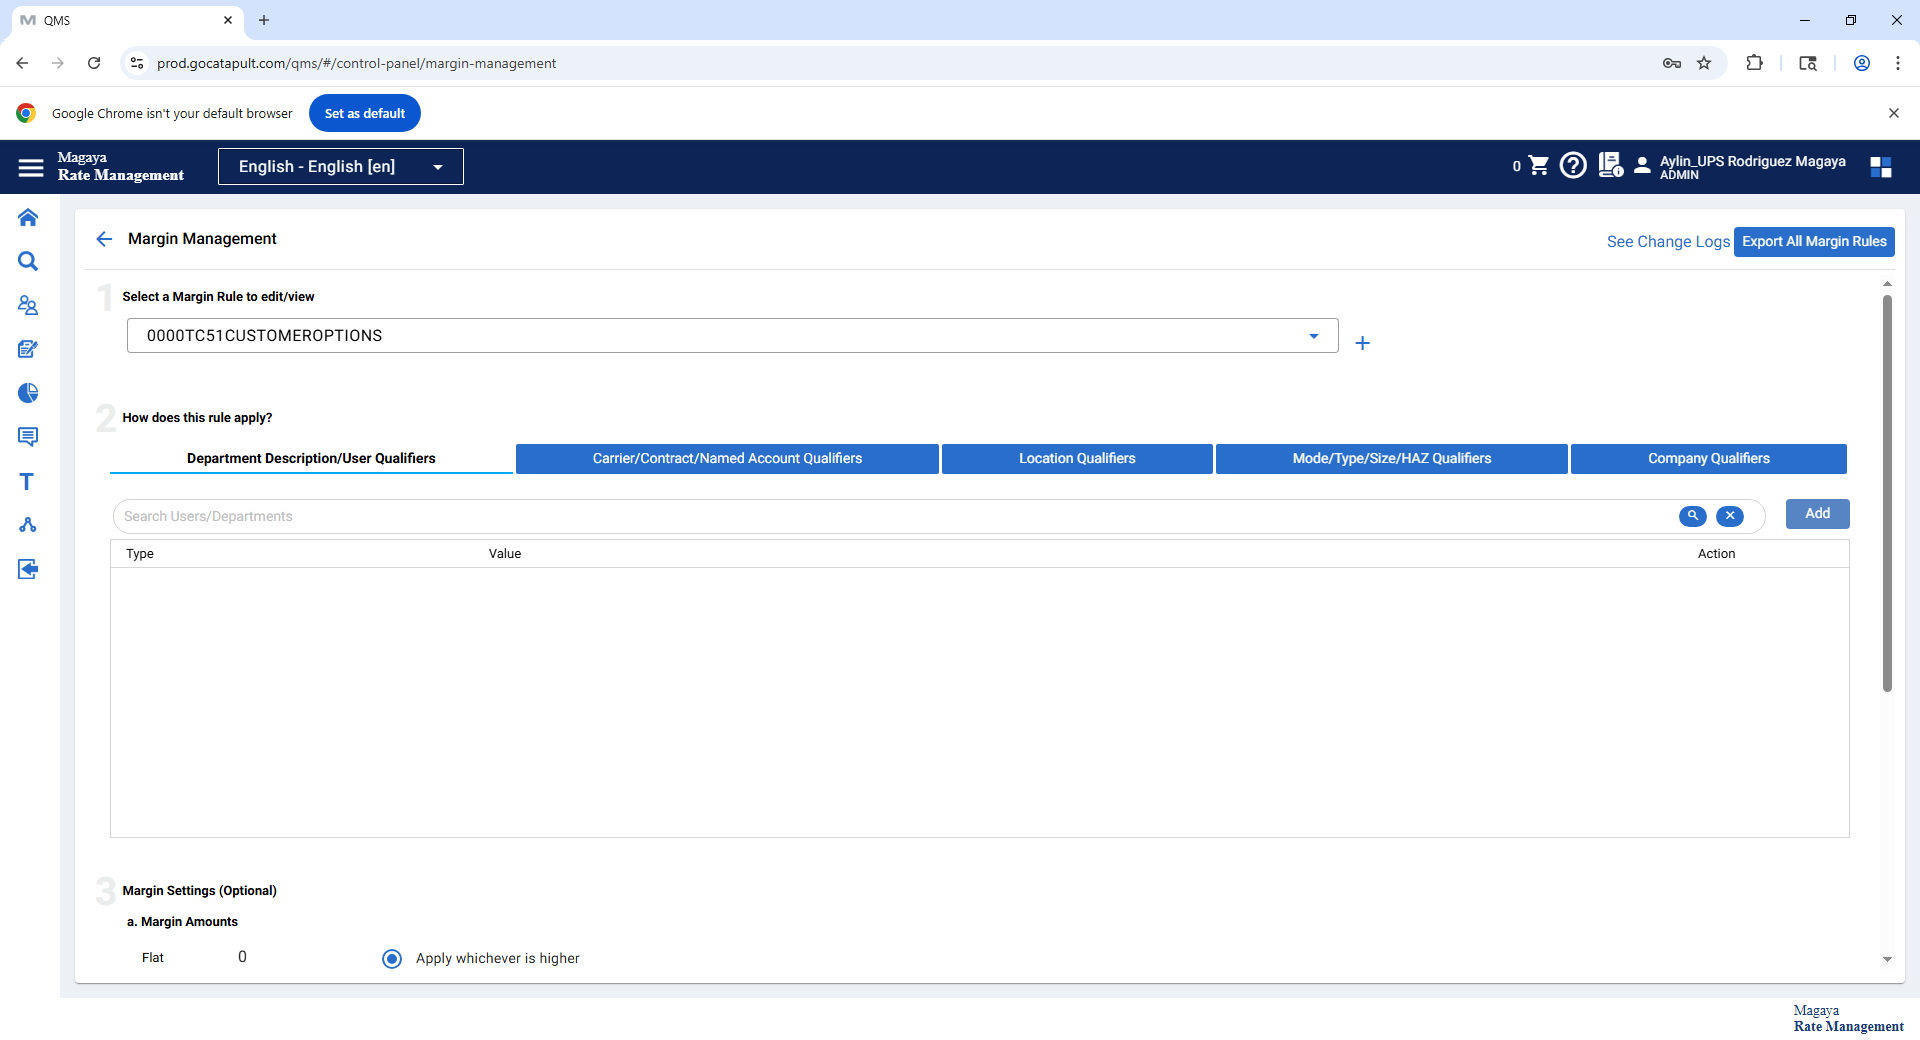 QMS
prod.gocatapult.com/qms/#/control-panel/margin-management
Google Chrome isn't your default browser
Set as default
Magaya
Rate Management
English - English [en]
0
Aylin_UPS Rodriguez Magaya
ADMIN
Margin Management
See Change Logs
Export All Margin Rules
1 Select a Margin Rule to edit/view
0000TC51CUSTOMEROPTIONS
2 How does this rule apply?
Department Description/User Qualifiers
Carrier/Contract/Named Account Qualifiers
Location Qualifiers
Mode/Type/Size/HAZ Qualifiers
Company Qualifiers
Search Users/Departments
Add
Type Value Action
3 Margin Settings (Optional)
a. Margin Amounts
Flat 0 Apply whichever is higher
Magaya
Rate Management